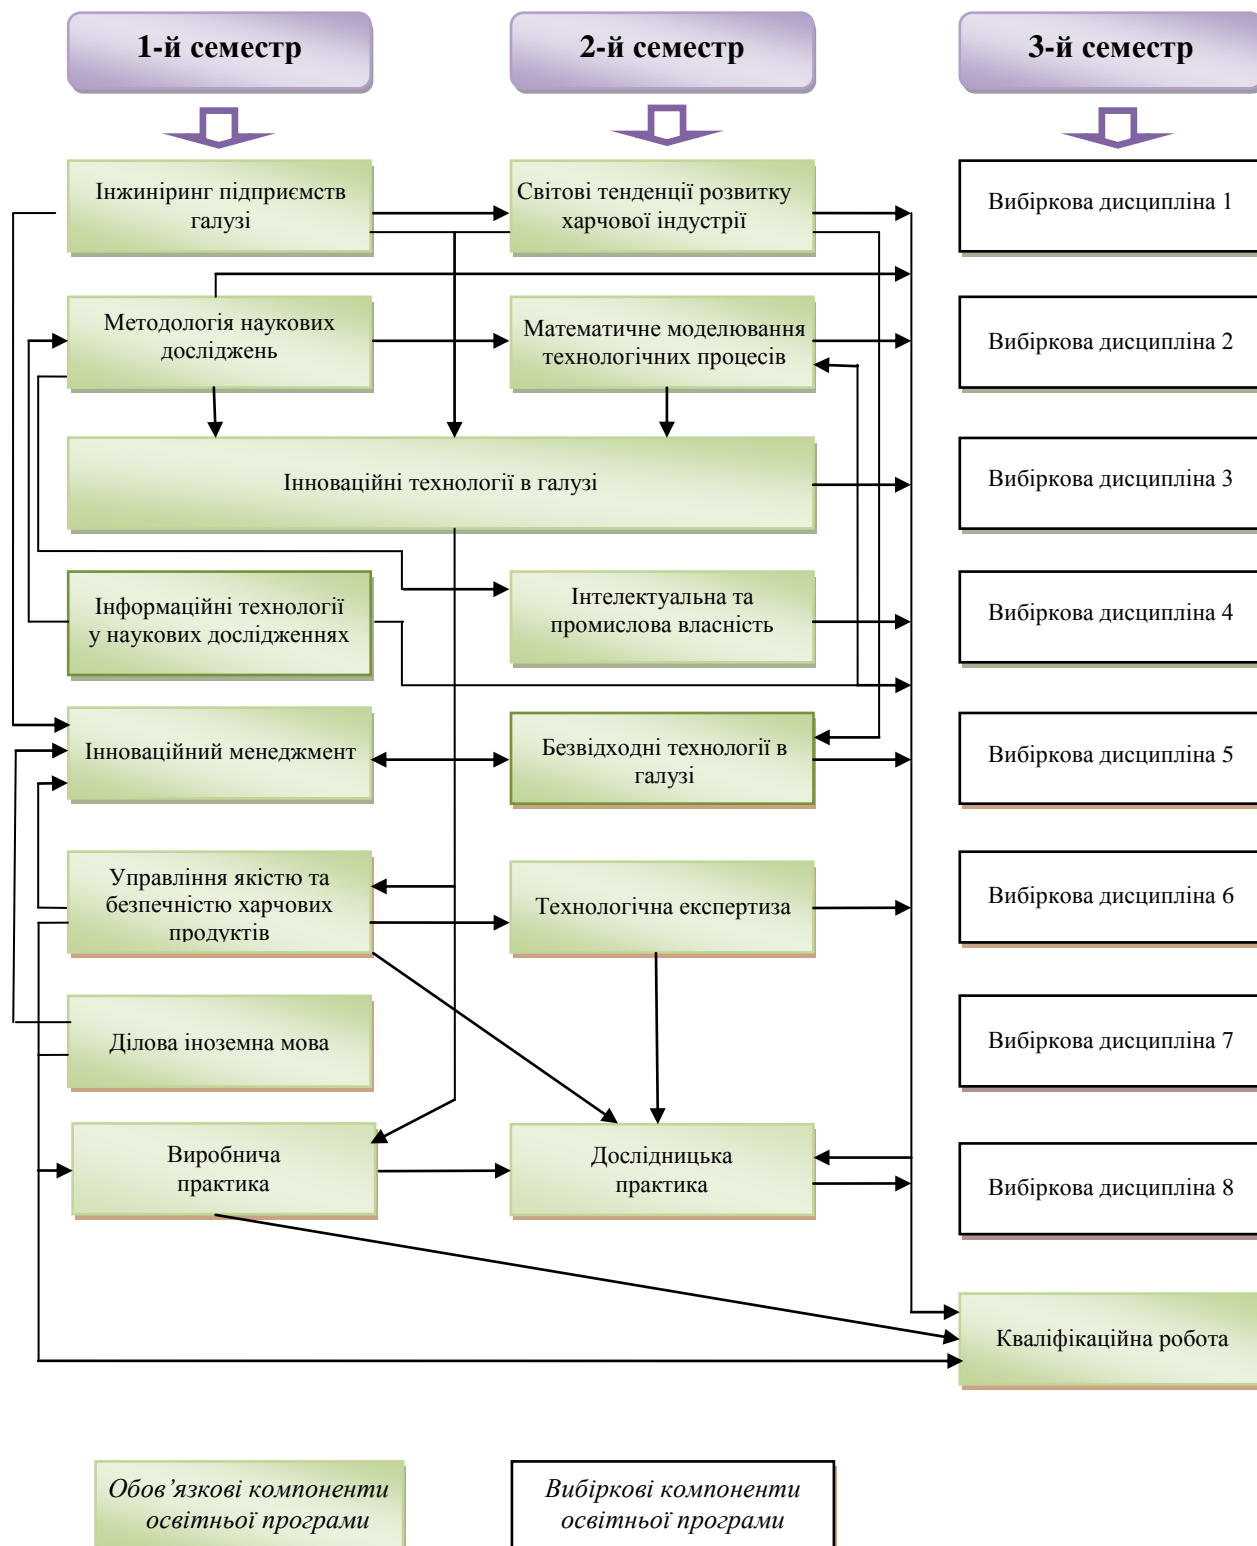 1-й семестр
2-й семестр
3-й семестр
Інжиніринг підприємств
галузі
Світові тенденції розвитку
харчової індустрії
Вибіркова дисципліна 1
Методологія наукових
досліджень
Математичне моделювання
технологічних процесів
Вибіркова дисципліна 2
Інноваційні технології в галузі
Вибіркова дисципліна 3
Інформаційні технології
у наукових дослідженнях
Інтелектуальна та
промислова власність
Вибіркова дисципліна 4
Інноваційний менеджмент
Безвідходні технології в
галузі
Вибіркова дисципліна 5
Управління якістю та
безпечністю харчових
продуктів
Технологічна експертиза
Вибіркова дисципліна 6
Ділова іноземна мова
Вибіркова дисципліна 7
Виробнича
практика
Дослідницька
практика
Вибіркова дисципліна 8
Кваліфікаційна робота
Обов’язкові компоненти
освітньої програми
Вибіркові компоненти
освітньої програми